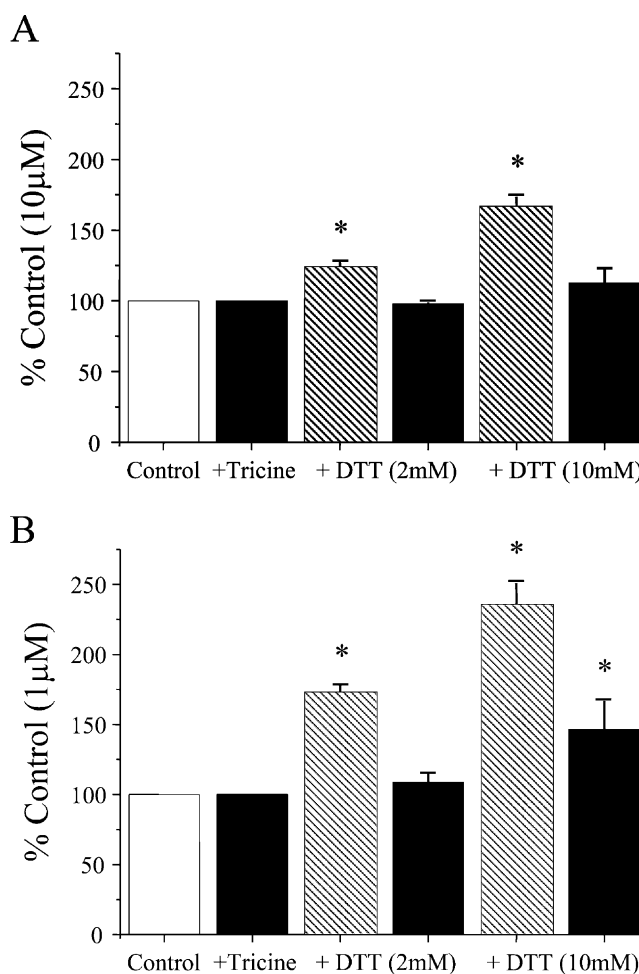 A
% Control (10µM)
250
200
150
100
50
0
*
*
Control +Tricine + DTT (2mM) + DTT (10mM)
B
% Control (1µM)
250
200
150
100
50
0
*
*
*
Control +Tricine + DTT (2mM) + DTT (10mM)